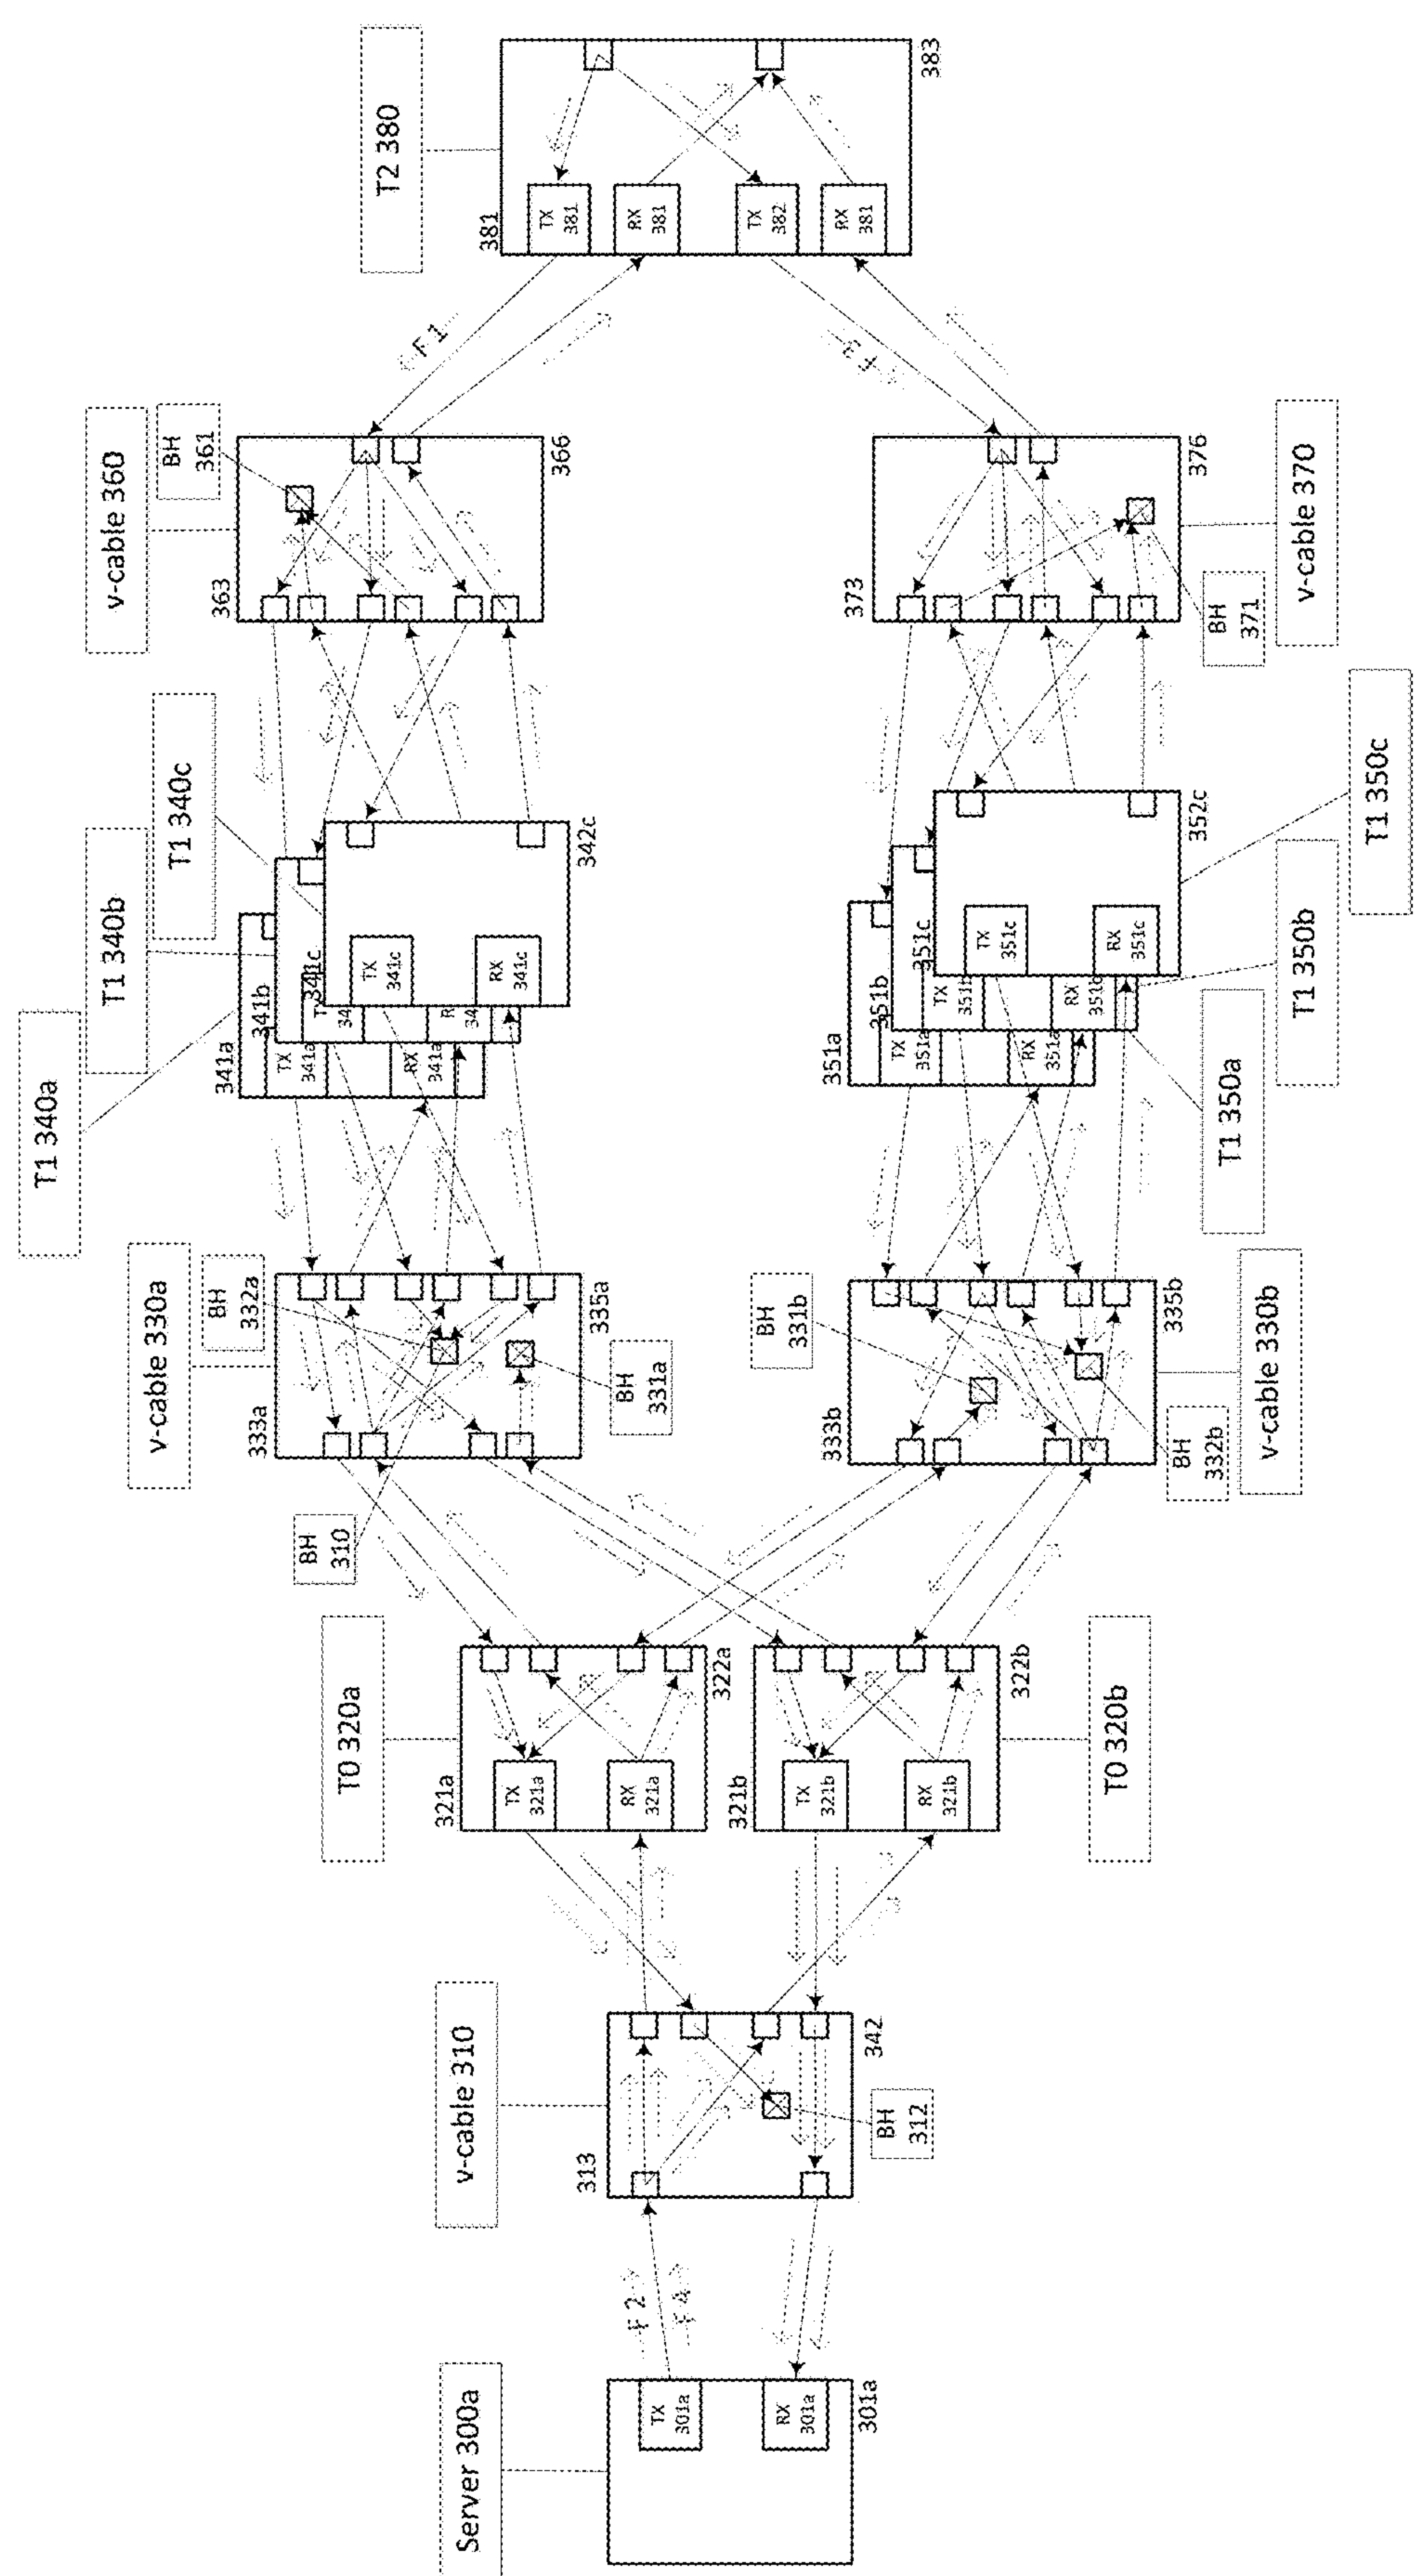 Server 300a
TX
301a
RX
301a
301a
F 2
F 4
v-cable 310
313
342
BH
312
T0 320a
321a
TX
321a
RX
321a
322a
321b
TX
321b
RX
321b
322b
T0 320b
BH
310
v-cable 330a
BH
332a
333a
335a
BH
331a
BH
331b
333b
335b
BH
332b
v-cable 330b
T1 340a
T1 340b
T1 340c
341a
TX
341a
RX
341a
341b
341c
TX
341c
RX
341c
342c
351a
TX
351a
RX
351a
351b
TX
351b
RX
351b
351c
TX
351c
RX
351c
352c
T1 350a
T1 350b
T1 350c
v-cable 360
BH
361
363
366
373
376
BH
371
v-cable 370
F 1
F 3
T2 380
381
TX
381
RX
381
TX
382
RX
381
383